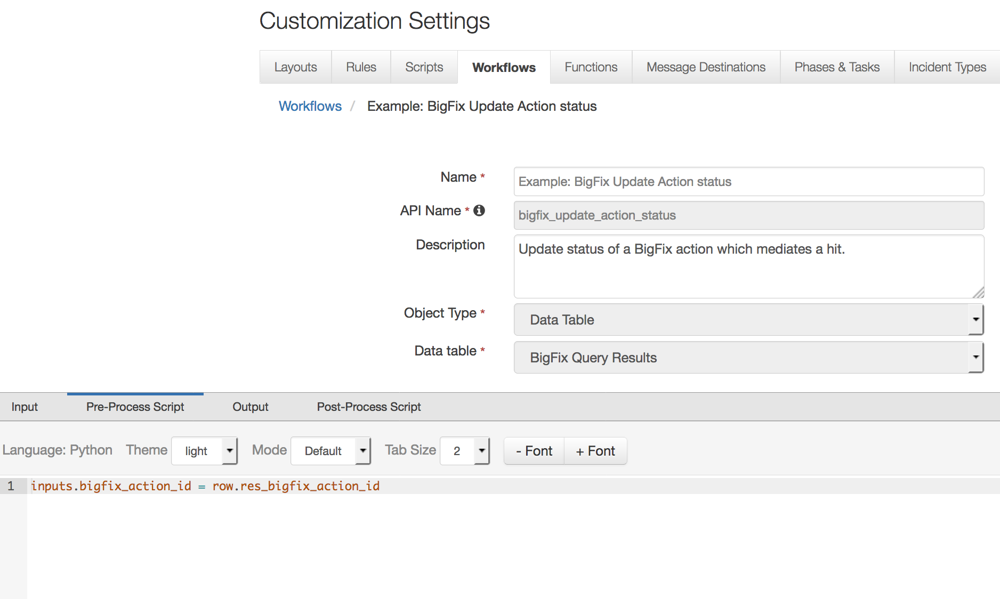 Customization Settings
Layouts Rules Scripts Workflows Functions Message Destinations Phases & Tasks Incident Types
Workflows / Example: BigFix Update Action status
Name * Example: BigFix Update Action status
API Name * bigfix_update_action_status
Description Update status of a BigFix action which mediates a hit.
Object Type * Data Table
Data table * BigFix Query Results
Input Pre-Process Script Output Post-Process Script
Language: Python Theme light Mode Default Tab Size 2 - Font + Font
1 inputs.bigfix_action_id = row.res_bigfix_action_id